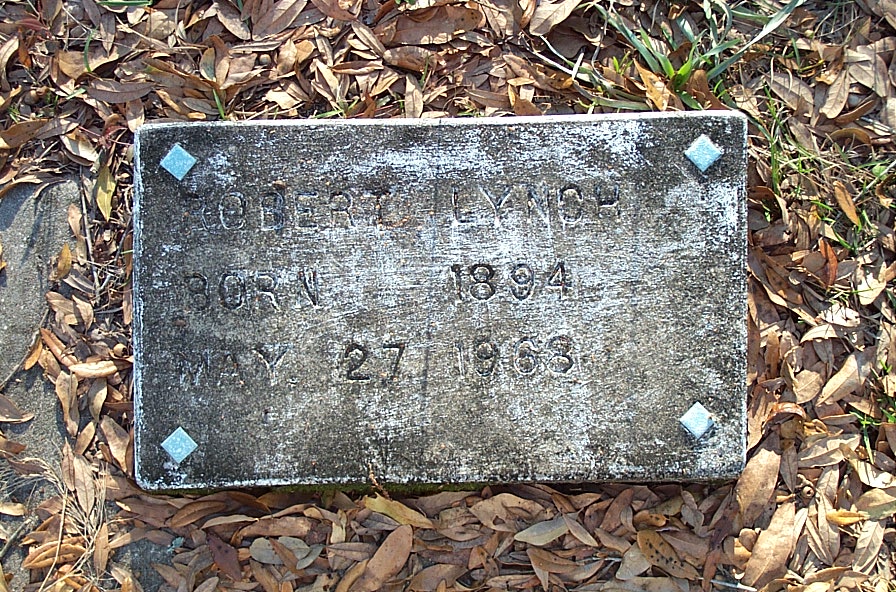 ROBERT LYNCH
BORN 1894
MAY 27 1963